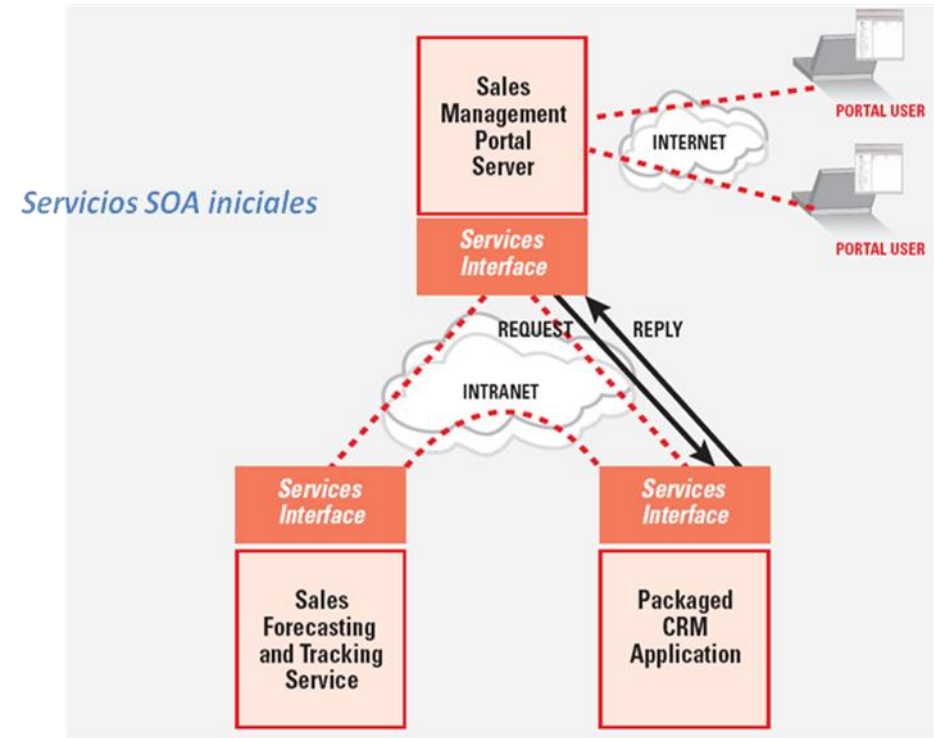 Servicios SOA iniciales
Sales
Management
Portal
Server
Services
Interface
INTERNET
PORTAL USER
PORTAL USER
REQUEST
REPLY
INTRANET
Services
Interface
Sales
Forecasting
and Tracking
Service
Services
Interface
Packaged
CRM
Application